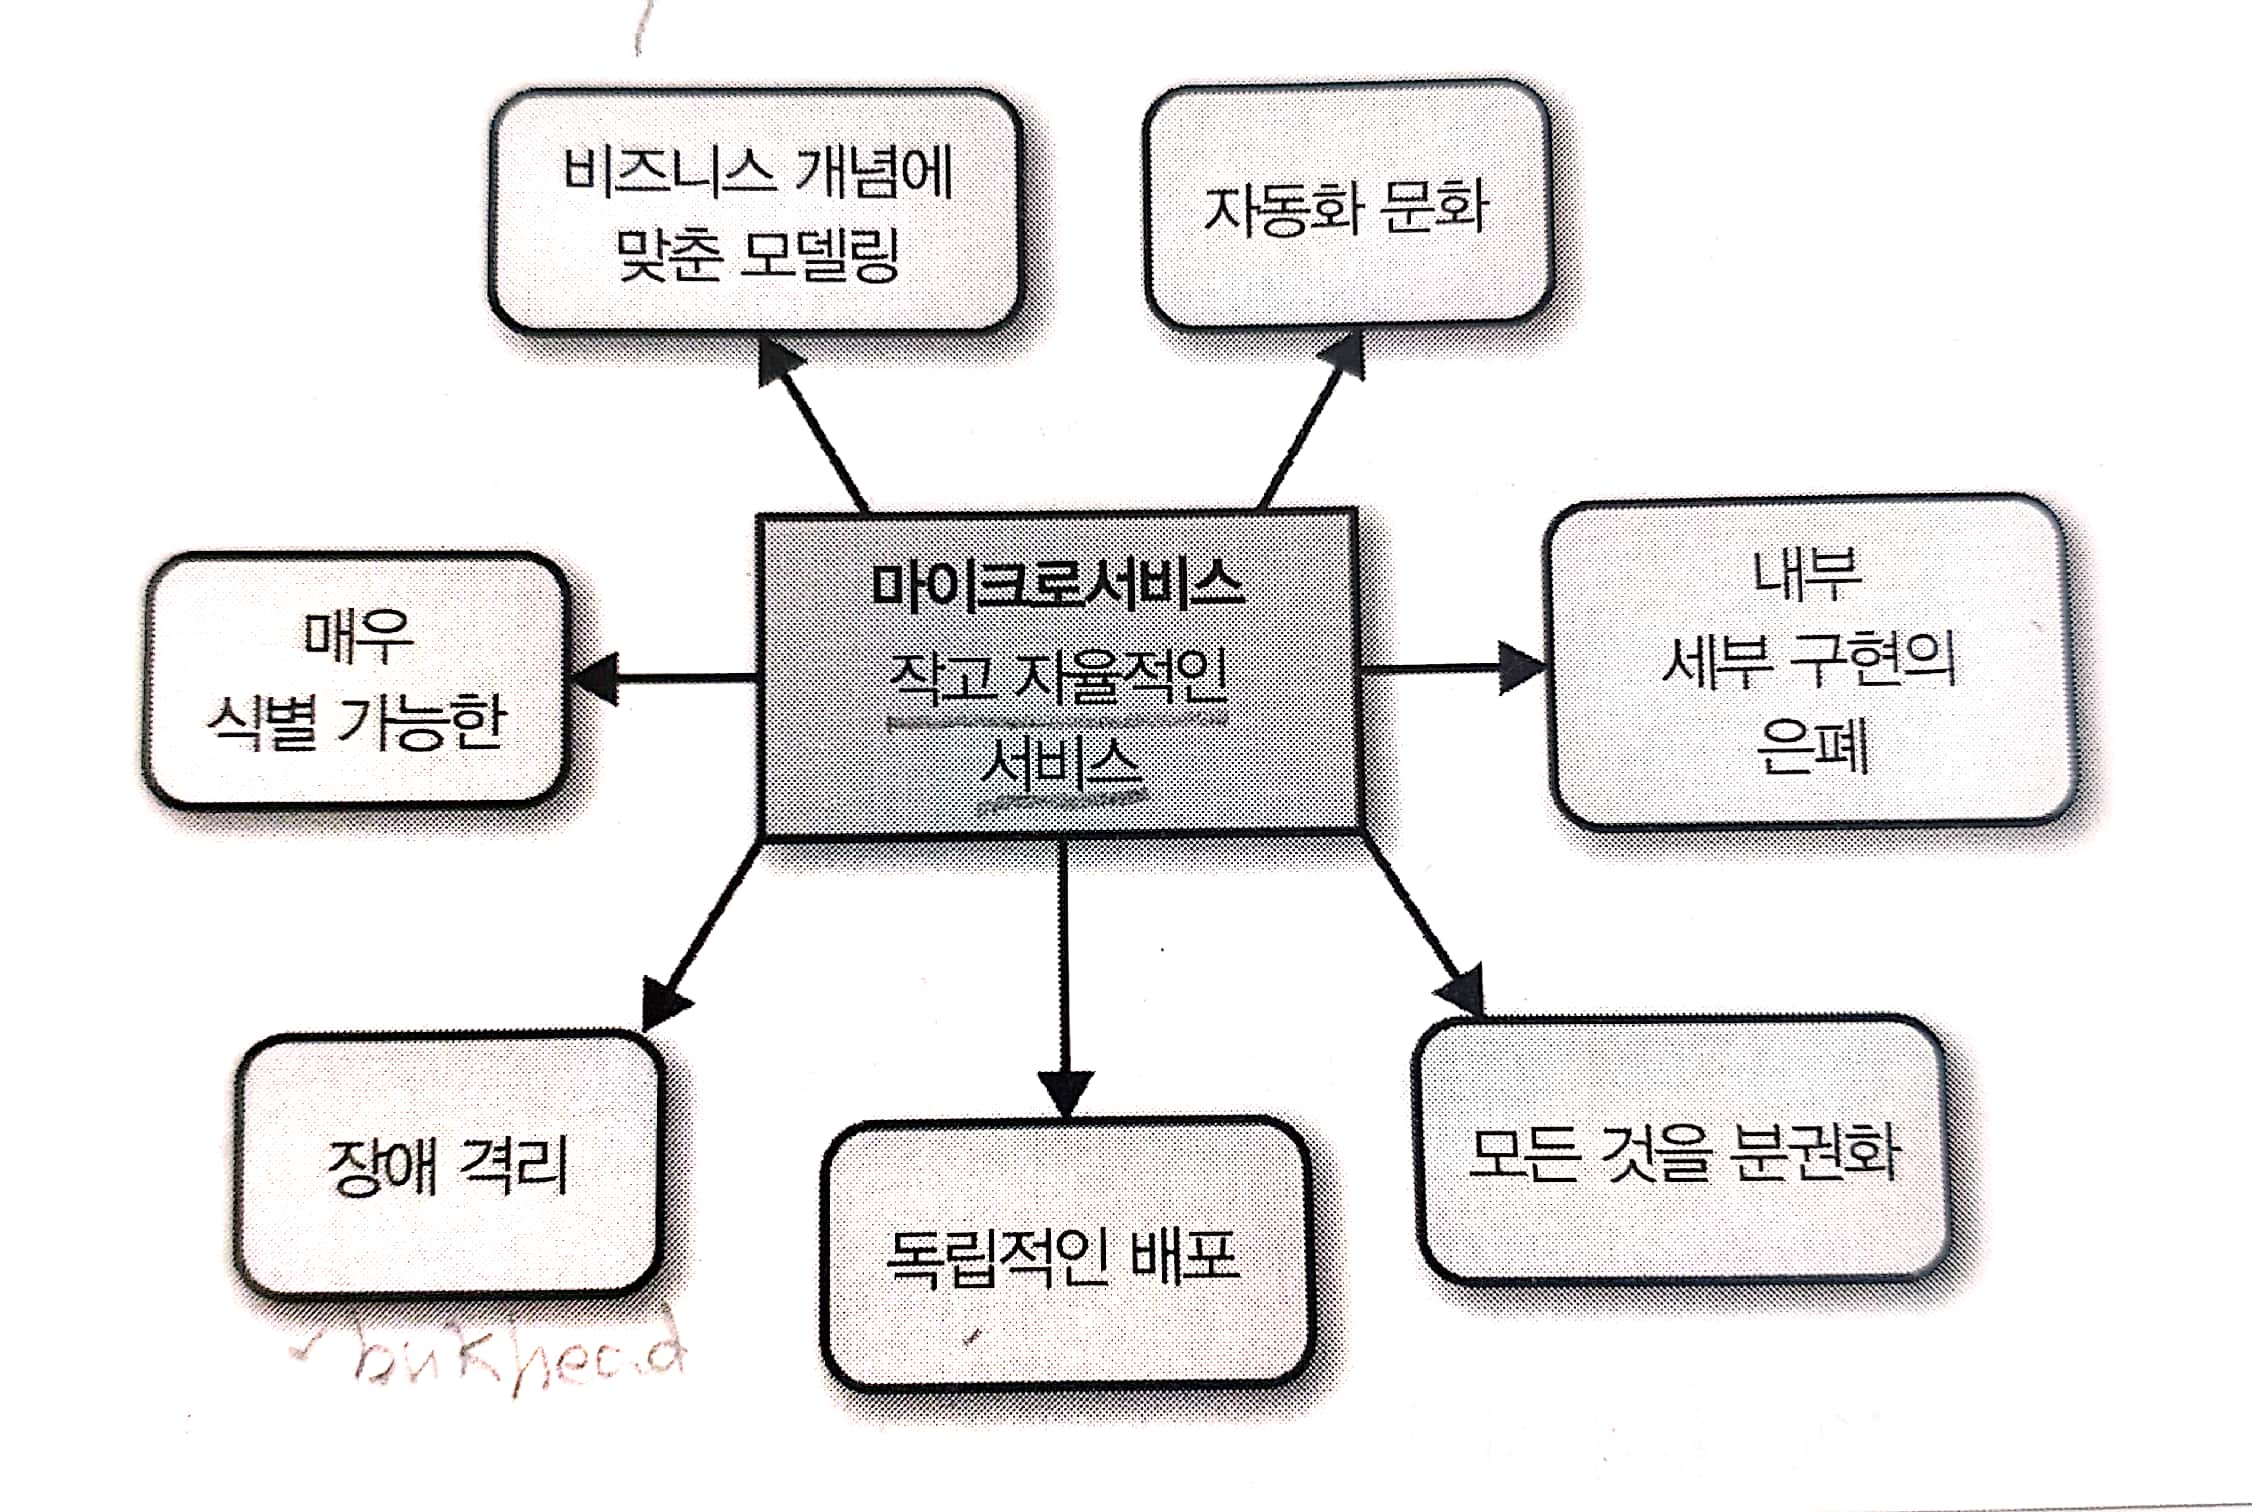 비즈니스 개념에
맞춘 모델링
자동화 문화
매우
식별 가능한
마이크로서비스
작고 자율적인
서비스
내부
세부 구현의
은폐
장애 격리
독립적인 배포
모든 것을 분권화